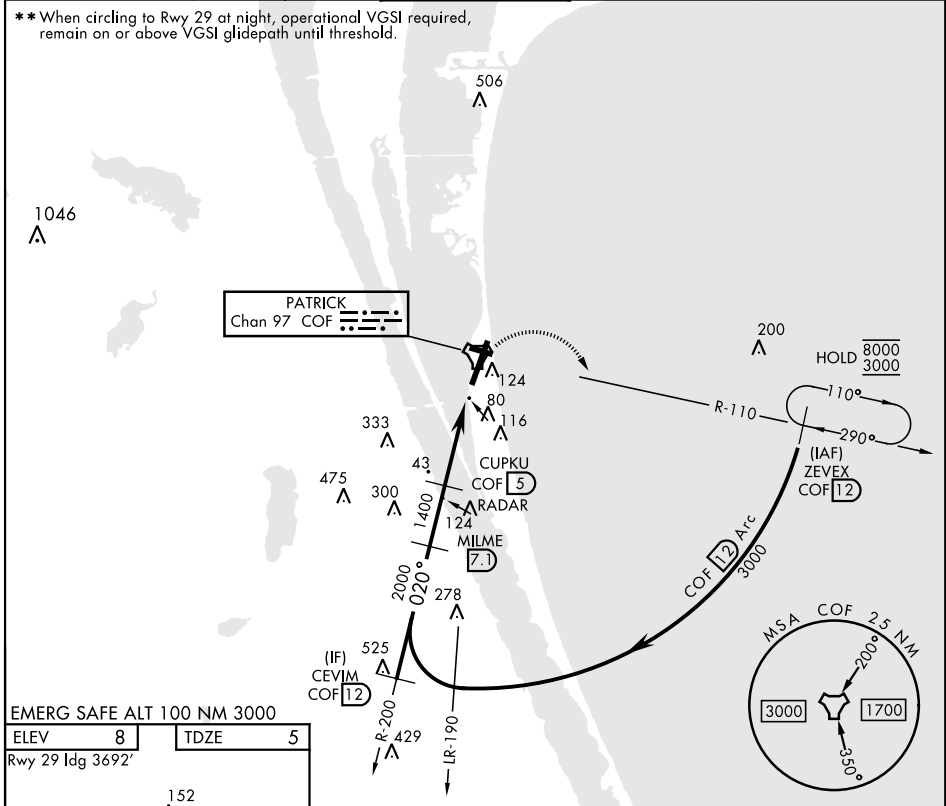 ** When circling to Rwy 29 at night, operational VGSI required,
remain on or above VGSI glidepath until threshold.
506
1046
PATRICK
Chan 97 COF
200
HOLD 8000
3000
124
110°
R-110
290°
80
116
333
(IAF)
ZEVEX
COF 12
43
CUPKU
COF 5
475
300
RADAR
1400
124
MILME
7.1
COF 12 Arc
3000
2000
020°
278
MSA COF 25 NM
200°
(IF)
CEVIM
COF 12
525
3000
1700
350°
R-200
429
LR-190
EMERG SAFE ALT 100 NM 3000
ELEV 8
TDZE 5
Rwy 29 ldg 3692'
152